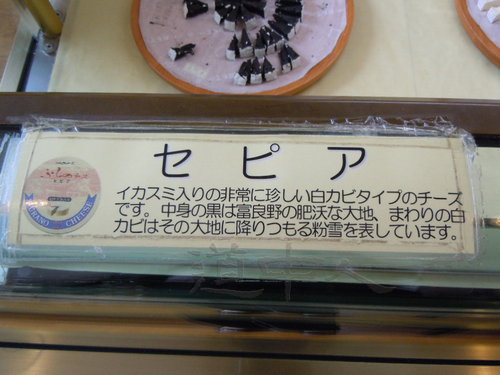 セピア
イカスミ入りの非常に珍しい白カビタイプのチーズ
です。中身の黒は富良野の肥沃な大地、まわりの白
カビはその大地に降りつもる粉雪を表しています。
GRAND CHEESE